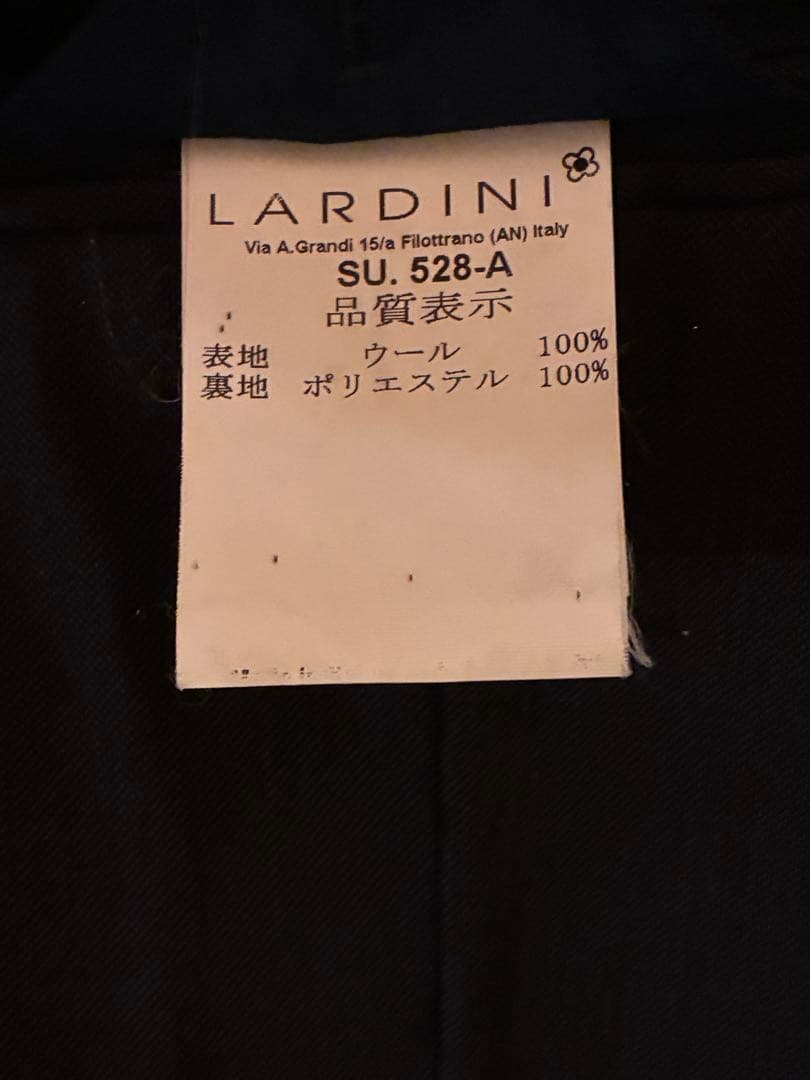 LARDINI
Via A.Grandi 15/a Filottrano (AN) Italy
SU. 528-A
品質表示
表地 ウール 100%
裏地 ポリエステル 100%